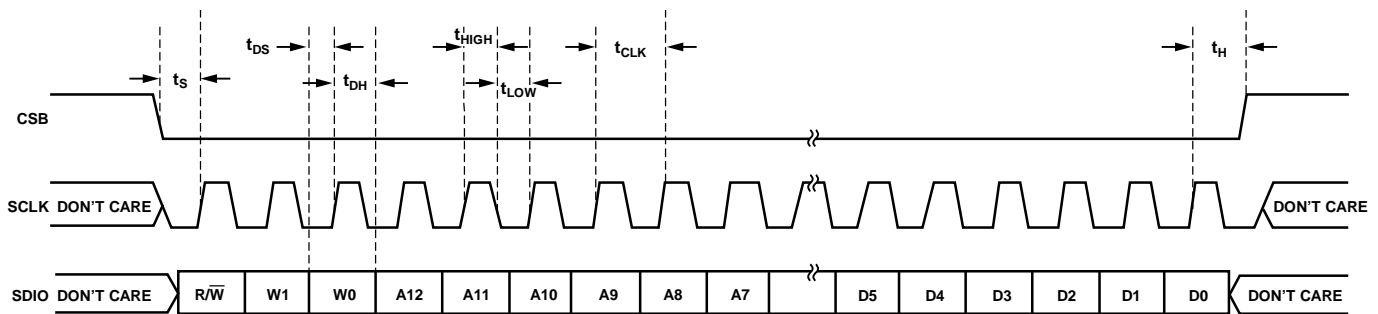 tDS
tHIGH
tCLK
tH
tS
tDH
tLOW
CSB
SCLK DON'T CARE
DON'T CARE
SDIO DON'T CARE R/W̅ W1 W0 A12 A11 A10 A9 A8 A7 D5 D4 D3 D2 D1 D0 DON'T CARE